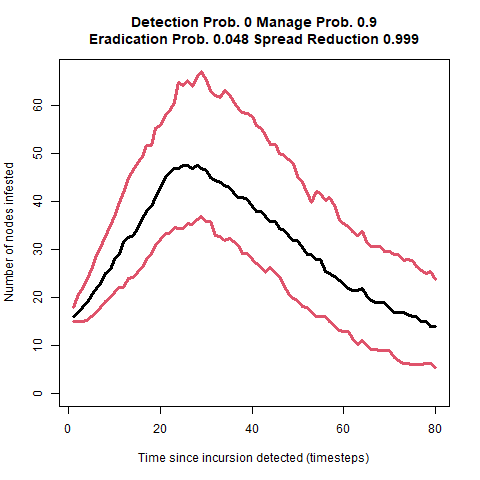 Detection Prob. 0 Manage Prob. 0.9
Eradication Prob. 0.048 Spread Reduction 0.999
Number of nodes infested
60
50
40
30
20
10
0
0 20 40 60 80
Time since incursion detected (timesteps)